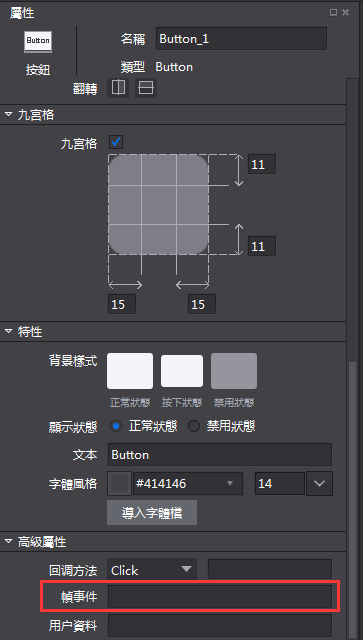 屬性
Button
名稱 Button_1
按鈕
類型 Button
翻轉
九宮格
九宮格
11
11
15 15
特性
背景樣式
正常狀態 按下狀態 禁用狀態
顯示狀態 正常狀態 禁用狀態
文本 Button
字體風格 #414146 14
導入字體檔
高級屬性
回调方法 Click
幀事件
用户資料